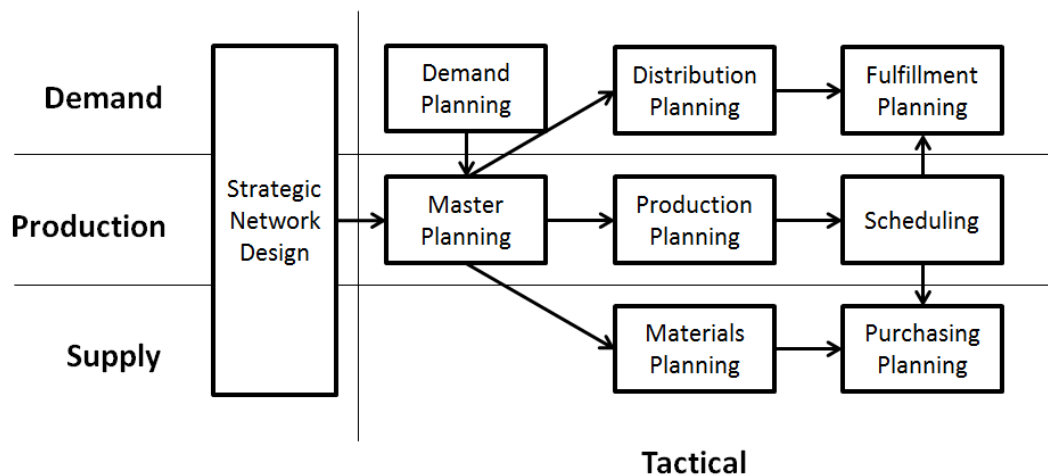 Demand
Production
Supply
Strategic
Network
Design
Demand
Planning
Distribution
Planning
Fulfillment
Planning
Master
Planning
Production
Planning
Scheduling
Materials
Planning
Purchasing
Planning
Tactical